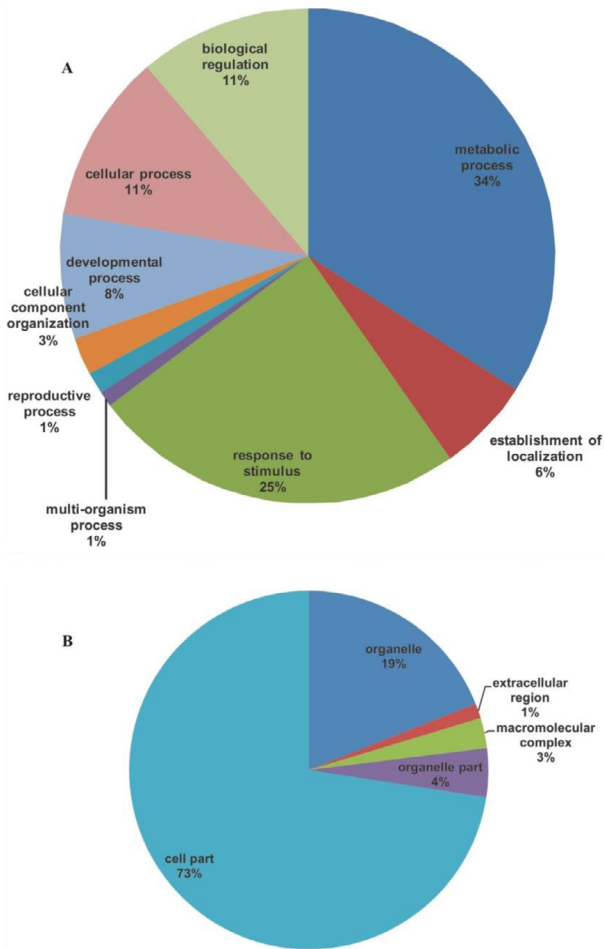 A
biological
regulation
11%
metabolic
process
34%
cellular process
11%
developmental
process
8%
cellular
component
organization
3%
reproductive
process
1%
multi-organism
process
1%
response to
stimulus
25%
establishment of
localization
6%
B
organelle
19%
extracellular
region
1%
macromolecular
complex
3%
organelle part
4%
cell part
73%